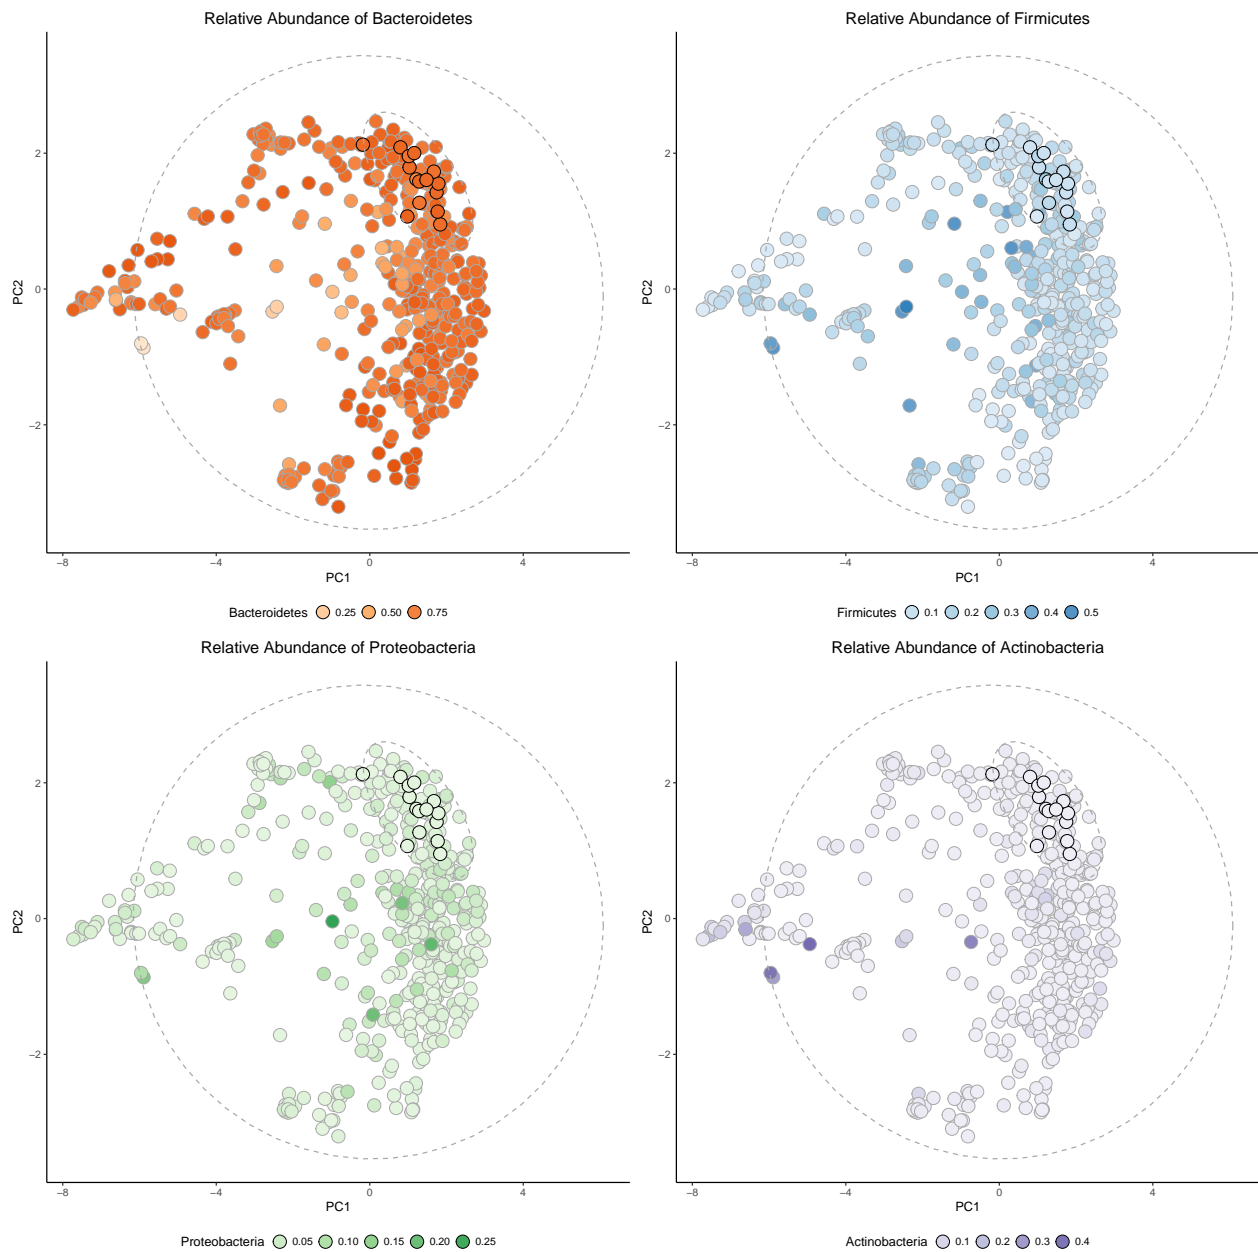 Relative Abundance of Bacteroidetes
PC2
2
0
−2
−8 −4 0 4
PC1
Bacteroidetes 0.25 0.50 0.75
Relative Abundance of Firmicutes
PC2
2
0
−2
−8 −4 0 4
PC1
Firmicutes 0.1 0.2 0.3 0.4 0.5
Relative Abundance of Proteobacteria
PC2
2
0
−2
−8 −4 0 4
PC1
Proteobacteria 0.05 0.10 0.15 0.20 0.25
Relative Abundance of Actinobacteria
PC2
2
0
−2
−8 −4 0 4
PC1
Actinobacteria 0.1 0.2 0.3 0.4